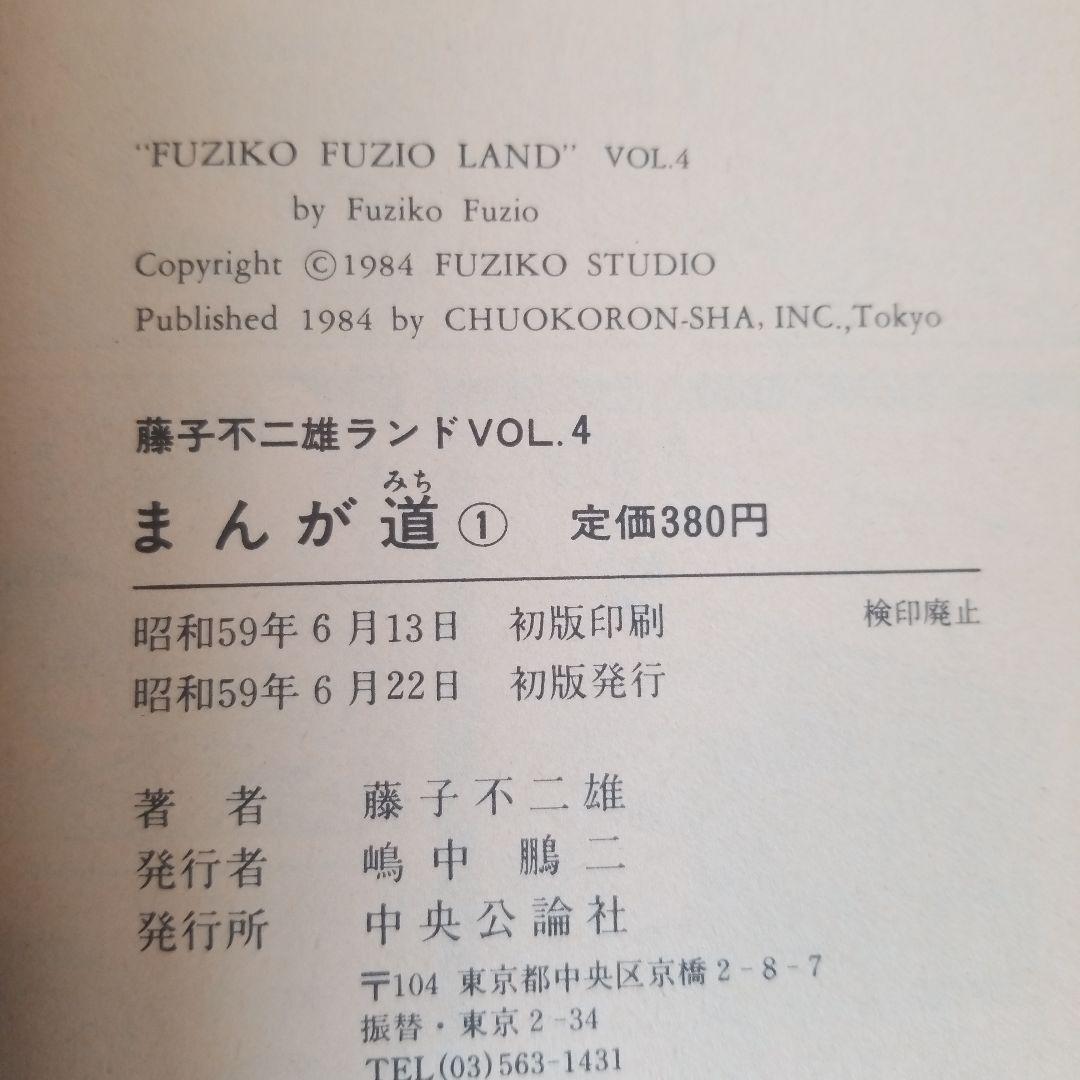 “FUZIKO FUZIO LAND” VOL.4
by Fuziko Fuzio
Copyright ©1984 FUZIKO STUDIO
Published 1984 by CHUOKORON-SHA, INC.,Tokyo
藤子不二雄ランドVOL.4
みち
まんが道① 定価380円
昭和59年6月13日 初版印刷 検印廃止
昭和59年6月22日 初版発行
著者 藤子不二雄
発行者 嶋中鵬二
発行所 中央公論社
〒104 東京都中央区京橋2-8-7
振替・東京2-34
TEL(03)563-1431